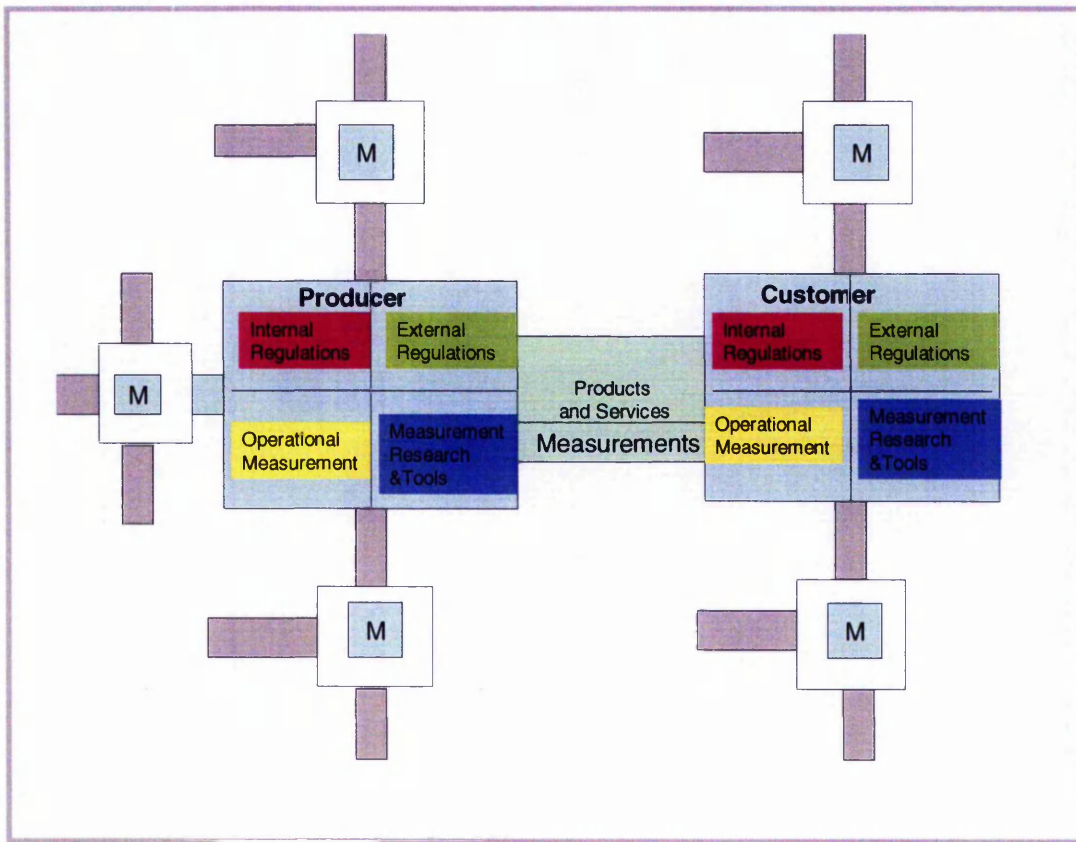 M
M
Producer
Internal
Regulations
External
Regulations
Operational
Measurement
Measurement
Research
&Tools
M
Products
and Services
Measurements
Customer
Internal
Regulations
External
Regulations
Operational
Measurement
Measurement
Research
&Tools
M
M